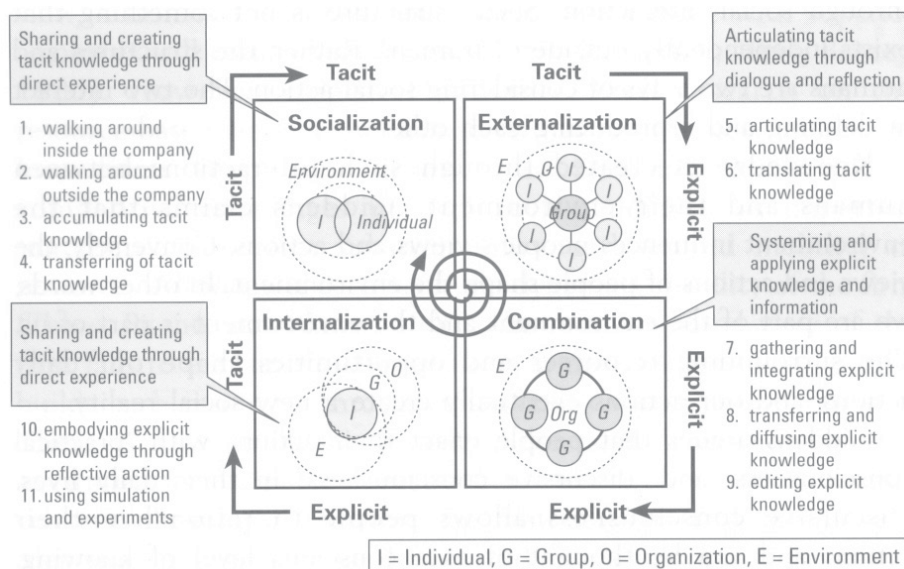 Sharing and creating
tacit knowledge through
direct experience
1. walking around
inside the company
2. walking around
outside the company
3. accumulating tacit
knowledge
4. transferring of tacit
knowledge
Sharing and creating
tacit knowledge through
direct experience
10. embodying explicit
knowledge through
reflective action
11. using simulation
and experiments
Tacit
Tacit
Tacit
Tacit
Socialization
Environment
I
Individual
Externalization
E
O
I
I
I
I
I
I
Group
Internalization
I
G
O
E
Combination
E
G
G
Org
G
G
Explicit
Explicit
Explicit
Explicit
Articulating tacit
knowledge through
dialogue and reflection
5. articulating tacit
knowledge
6. translating tacit
knowledge
Systemizing and
applying explicit
knowledge and
information
7. gathering and
integrating explicit
knowledge
8. transferring and
diffusing explicit
knowledge
9. editing explicit
knowledge
I = Individual, G = Group, O = Organization, E = Environment